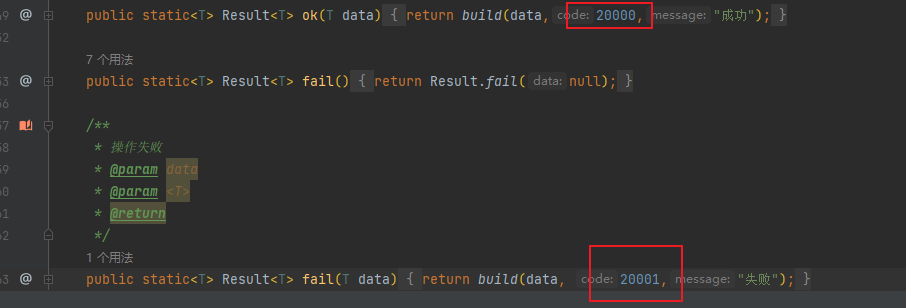 49 @ public static<T> Result<T> ok(T data) { return build(data, code: 20000, message: "成功"); }
52
7 个用法
53 @ public static<T> Result<T> fail() { return Result.fail( data: null); }
56
57 /**
58 * 操作失败
59 * @param data
60 * @param <T>
61 * @return
62 */
1 个用法
63 @ public static<T> Result<T> fail(T data) { return build(data, code: 20001, message: "失败"); }